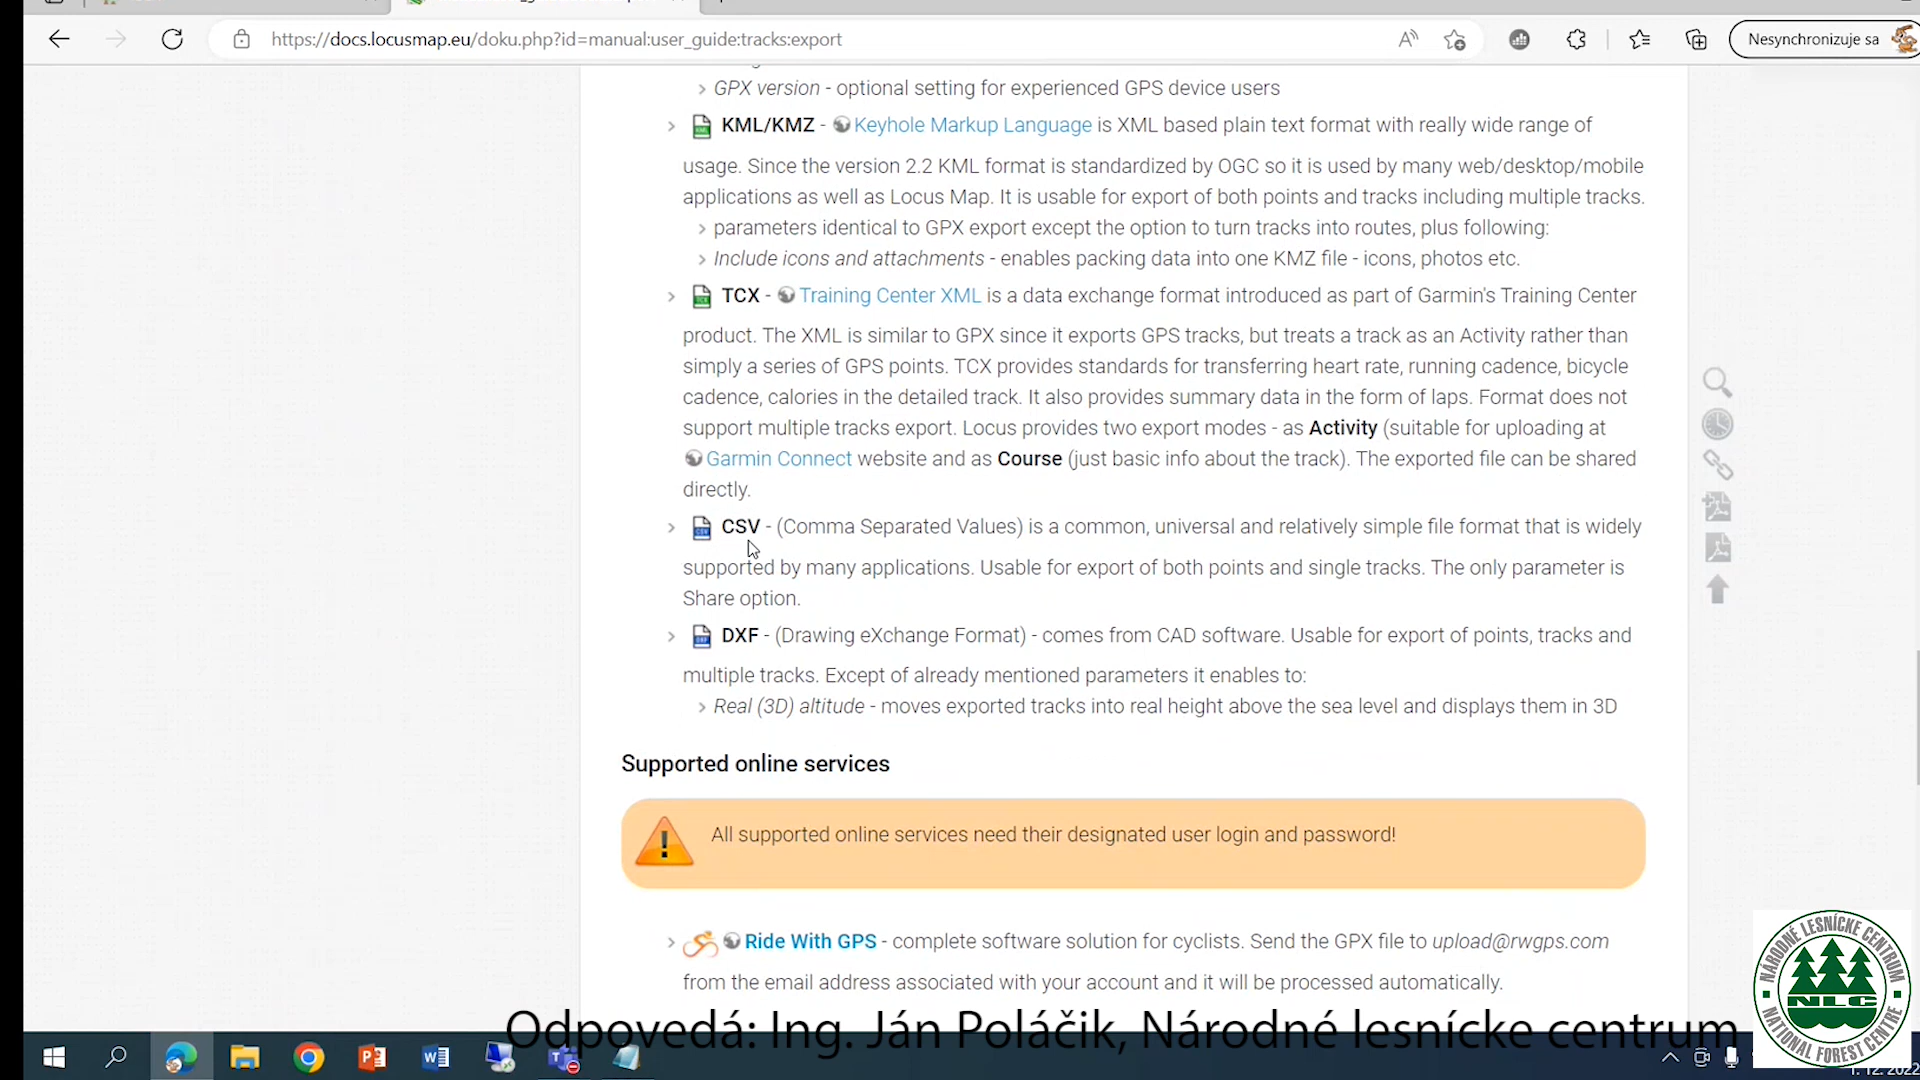 https://docs.locusmap.eu/doku.php?id=manual:user_guide:tracks:export
Nesynchronizuje sa
GPX version - optional setting for experienced GPS device users
KML/KMZ - Keyhole Markup Language is XML based plain text format with really wide range of
usage. Since the version 2.2 KML format is standardized by OGC so it is used by many web/desktop/mobile
applications as well as Locus Map. It is usable for export of both points and tracks including multiple tracks.
parameters identical to GPX export except the option to turn tracks into routes, plus following:
Include icons and attachments - enables packing data into one KMZ file - icons, photos etc.
TCX - Training Center XML is a data exchange format introduced as part of Garmin's Training Center
product. The XML is similar to GPX since it exports GPS tracks, but treats a track as an Activity rather than
simply a series of GPS points. TCX provides standards for transferring heart rate, running cadence, bicycle
cadence, calories in the detailed track. It also provides summary data in the form of laps. Format does not
support multiple tracks export. Locus provides two export modes - as Activity (suitable for uploading at
Garmin Connect website and as Course (just basic info about the track). The exported file can be shared
directly.
CSV - (Comma Separated Values) is a common, universal and relatively simple file format that is widely
supported by many applications. Usable for export of both points and single tracks. The only parameter is
Share option.
DXF - (Drawing eXchange Format) - comes from CAD software. Usable for export of points, tracks and
multiple tracks. Except of already mentioned parameters it enables to:
Real (3D) altitude - moves exported tracks into real height above the sea level and displays them in 3D
Supported online services
All supported online services need their designated user login and password!
Ride With GPS - complete software solution for cyclists. Send the GPX file to upload@rwgps.com
from the email address associated with your account and it will be processed automatically.
Odpovedá: Ing. Ján Poláčik, Národné lesnícke centrum
NÁRODNÉ LESNÍCKE CENTRUM
NLC
NATIONAL FOREST CENTRE
1. 12. 2022